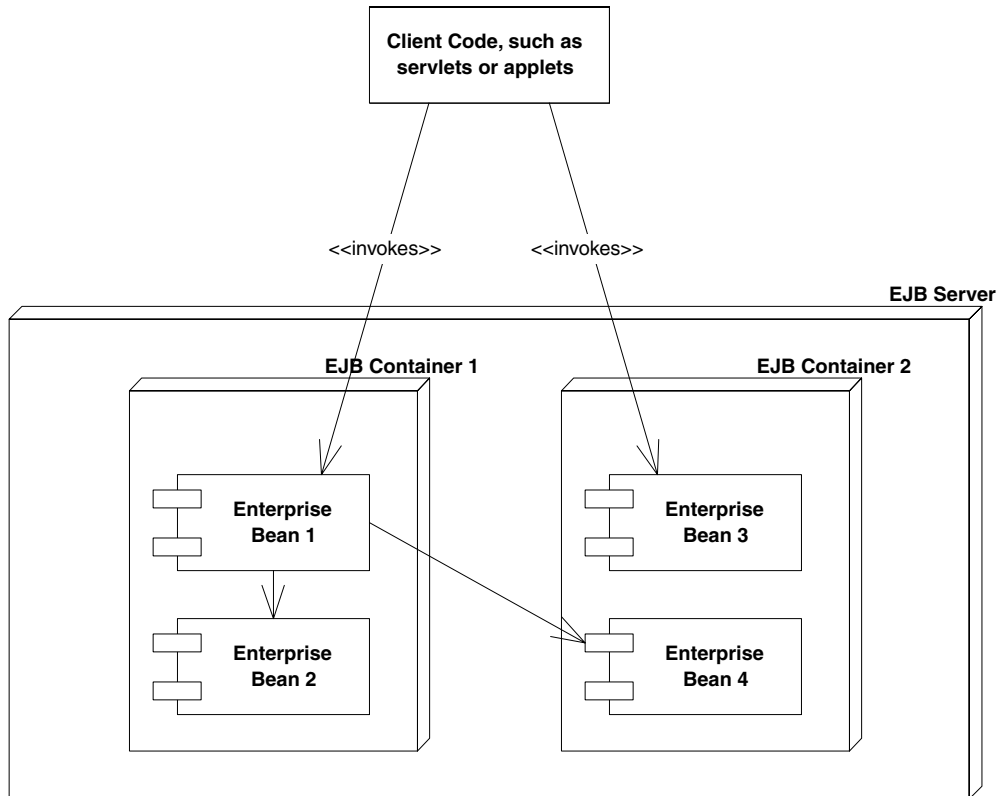 Client Code, such as
servlets or applets
<<invokes>>
<<invokes>>
EJB Server
EJB Container 1
EJB Container 2
Enterprise
Bean 1
Enterprise
Bean 3
Enterprise
Bean 2
Enterprise
Bean 4